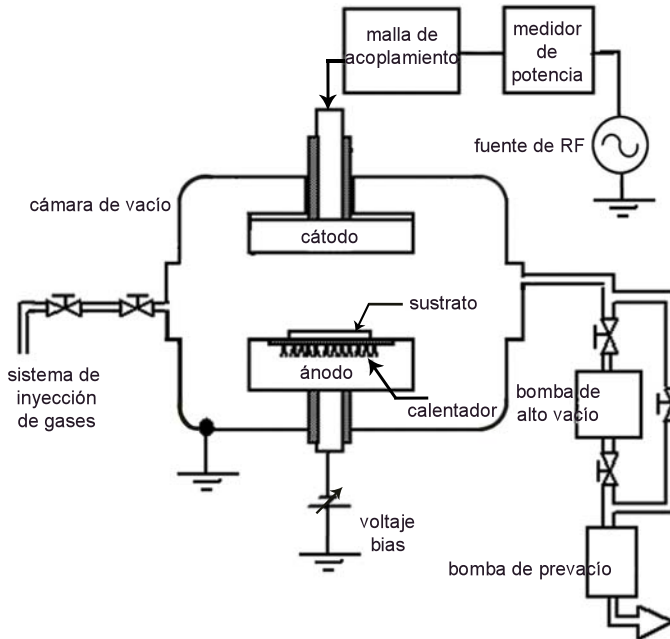 malla de
acoplamiento
medidor
de
potencia
fuente de RF
cámara de vacío
cátodo
sustrato
ánodo
calentador
sistema de
inyección
de gases
bomba de
alto vacío
voltaje
bias
bomba de prevacío